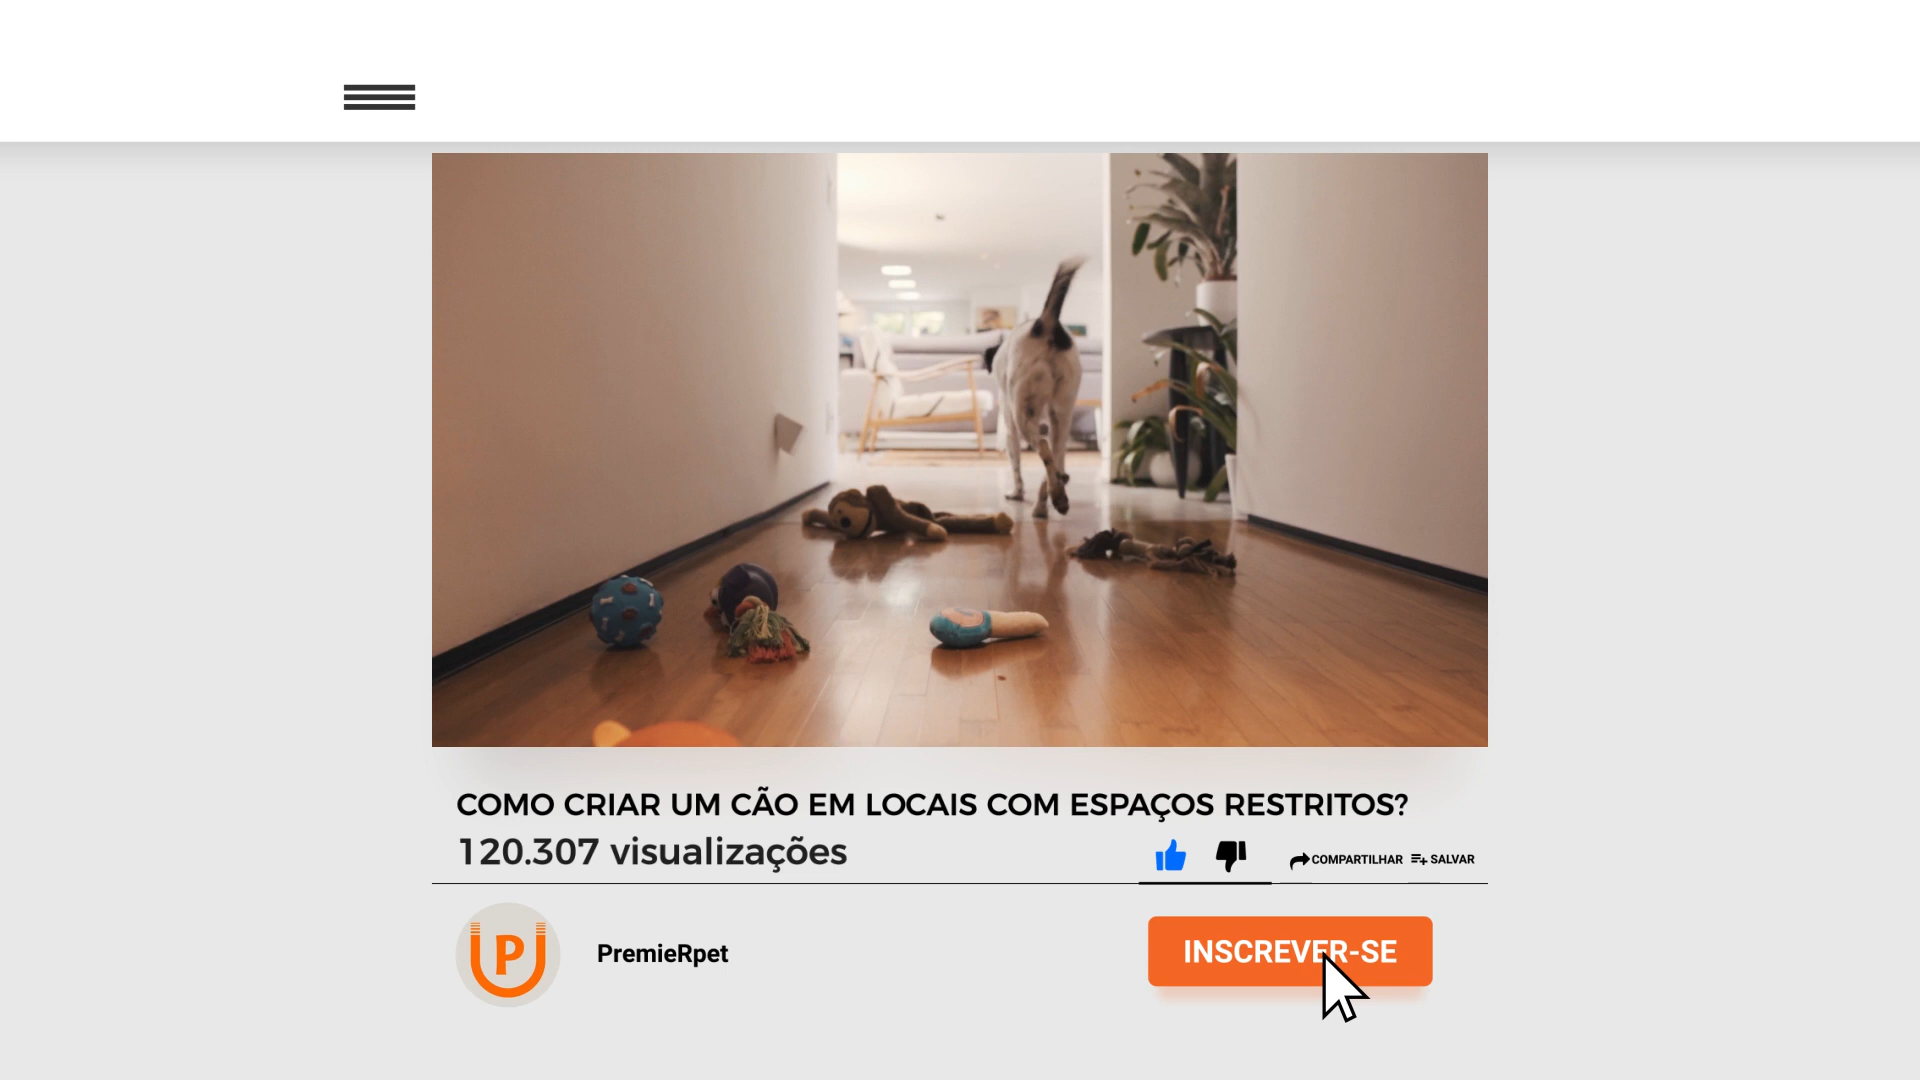 COMO CRIAR UM CÃO EM LOCAIS COM ESPAÇOS RESTRITOS?
120.307 visualizações
COMPARTILHAR SALVAR
P
PremieRpet
INSCREVER-SE